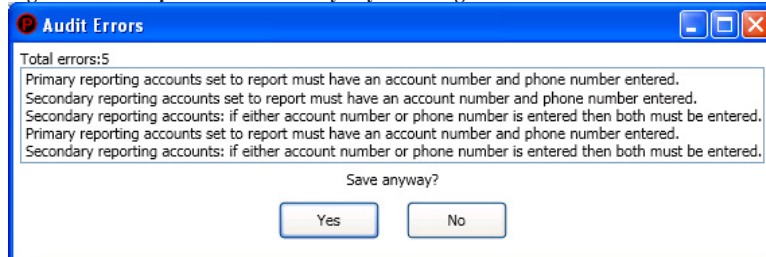 Audit Errors
Total errors:5
Primary reporting accounts set to report must have an account number and phone number entered.
Secondary reporting accounts set to report must have an account number and phone number entered.
Secondary reporting accounts: if either account number or phone number is entered then both must be entered.
Primary reporting accounts set to report must have an account number and phone number entered.
Secondary reporting accounts: if either account number or phone number is entered then both must be entered.
Save anyway?
Yes No